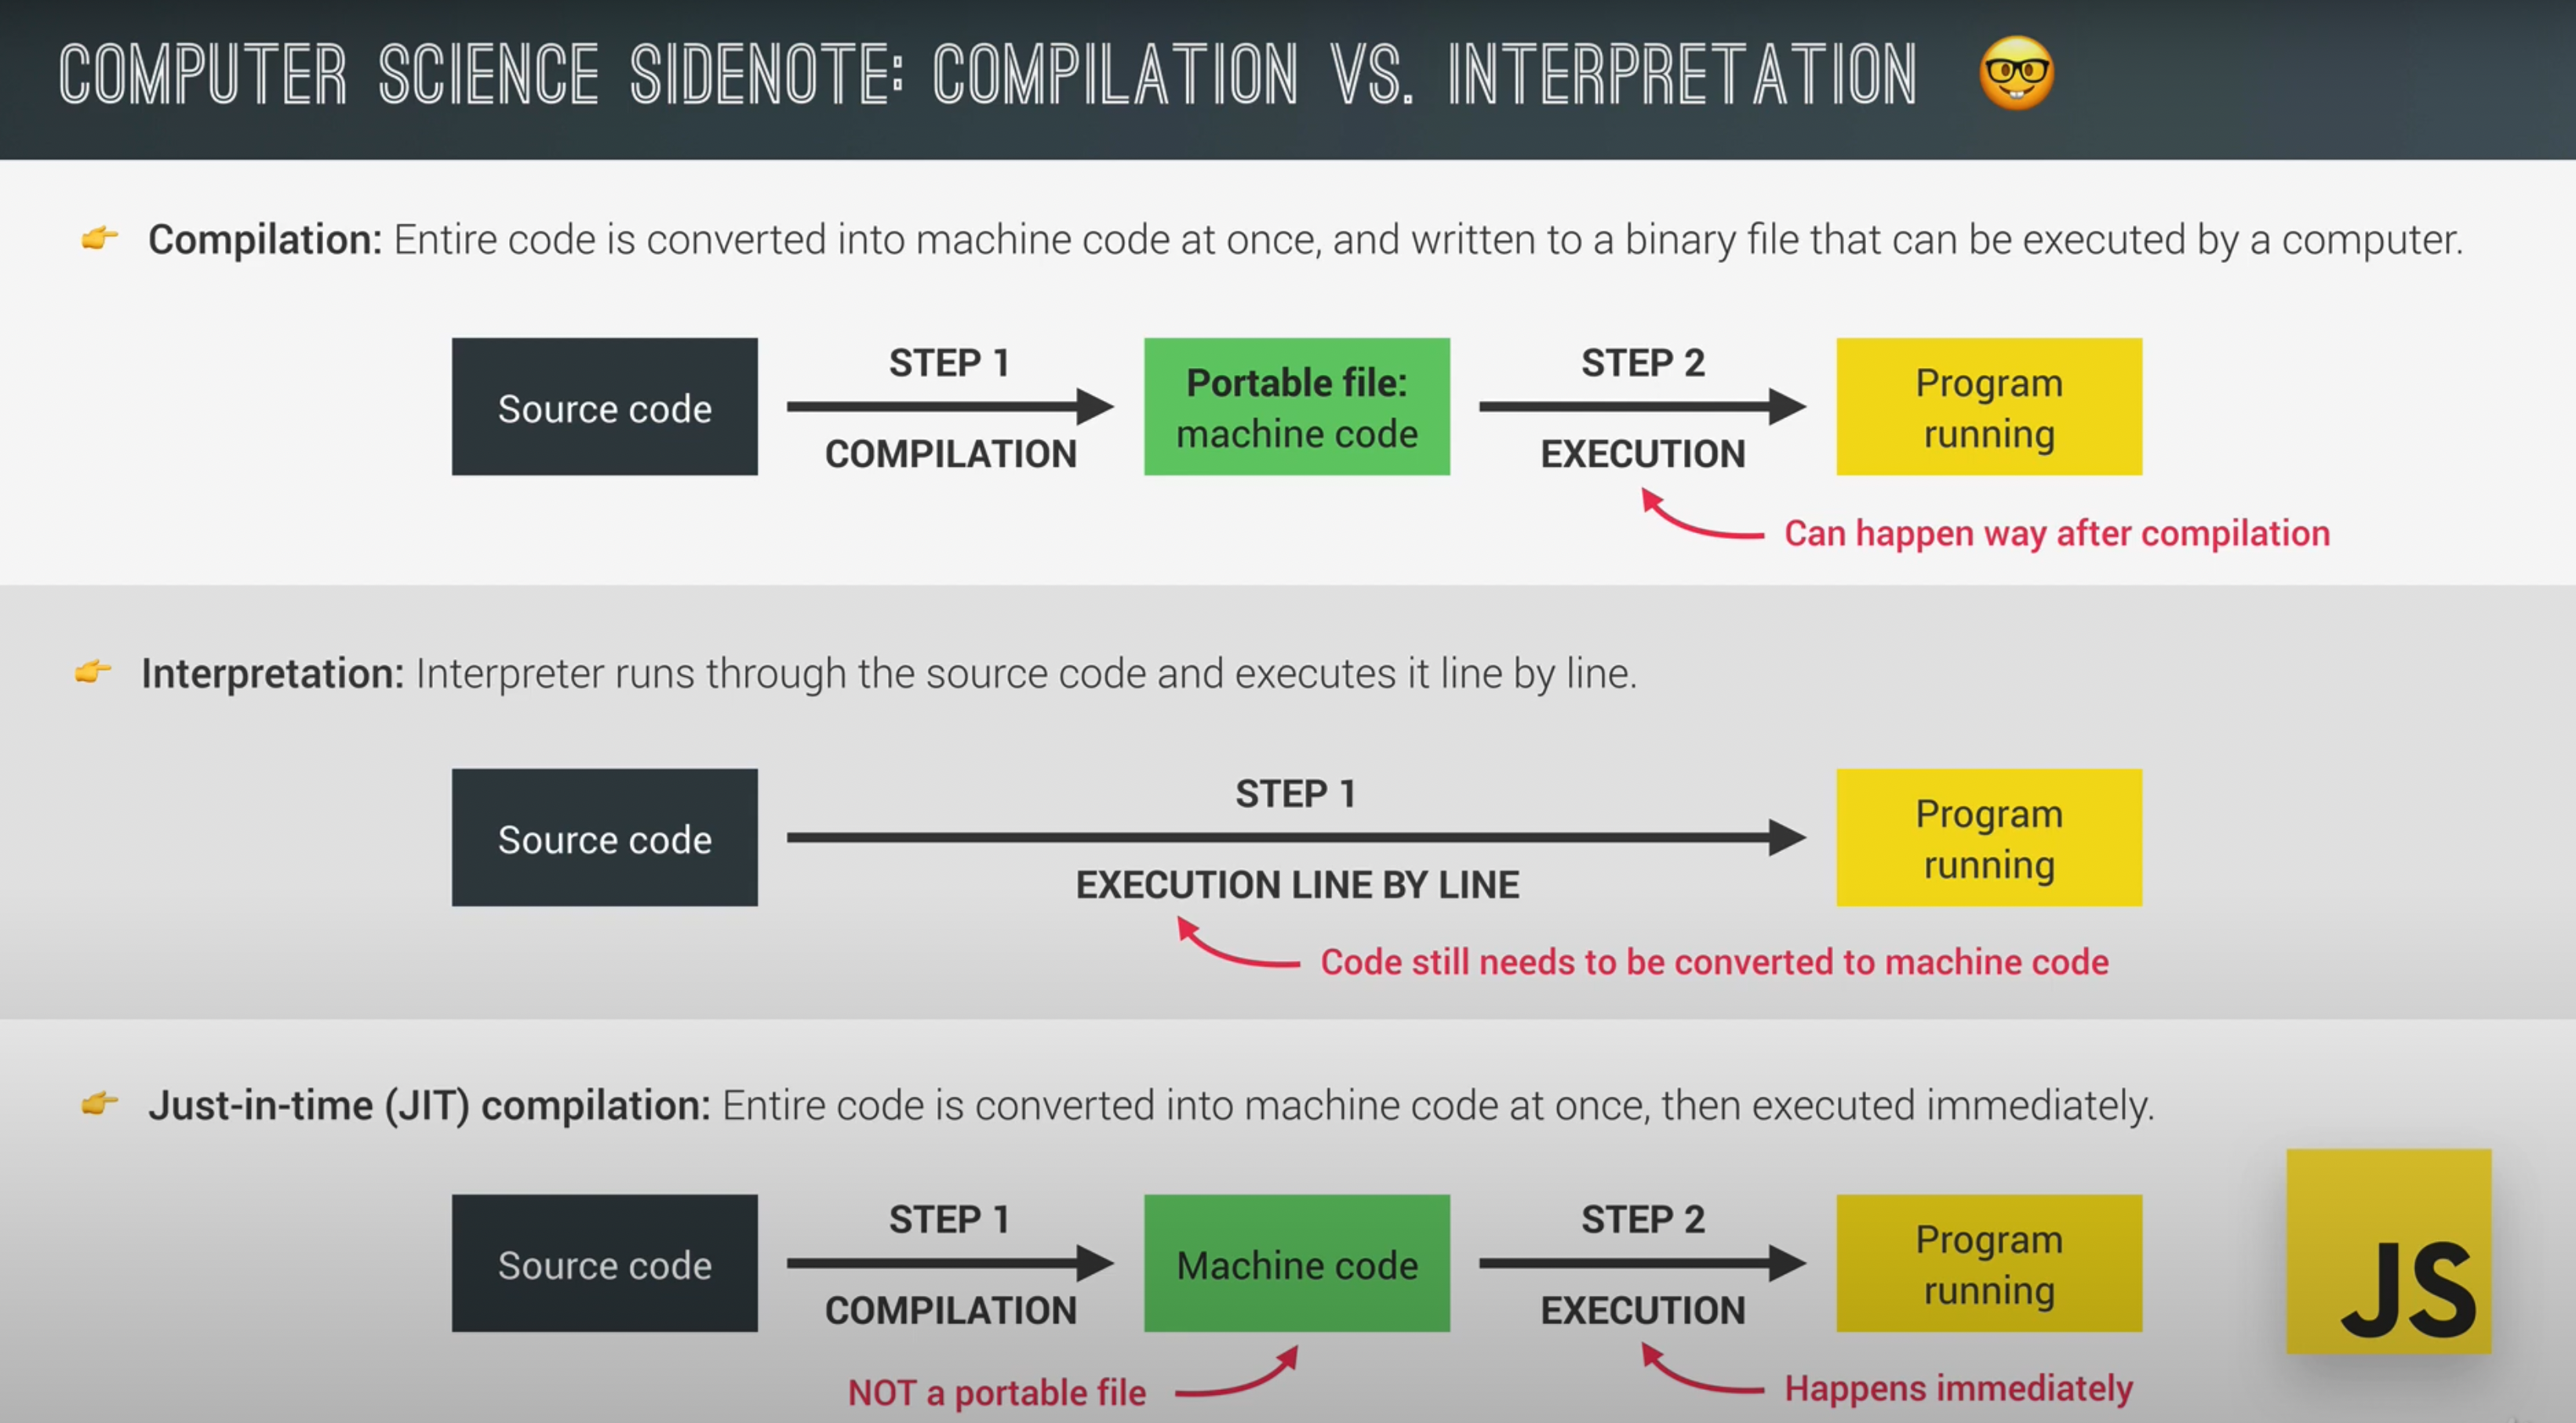 COMPUTER SCIENCE SIDENOTE: COMPILATION VS. INTERPRETATION 🤓
👉 Compilation: Entire code is converted into machine code at once, and written to a binary file that can be executed by a computer.
Source code
STEP 1
COMPILATION
Portable file:
machine code
STEP 2
EXECUTION
Program
running
Can happen way after compilation
👉 Interpretation: Interpreter runs through the source code and executes it line by line.
Source code
STEP 1
EXECUTION LINE BY LINE
Program
running
Code still needs to be converted to machine code
👉 Just-in-time (JIT) compilation: Entire code is converted into machine code at once, then executed immediately.
Source code
STEP 1
COMPILATION
Machine code
STEP 2
EXECUTION
Program
running
JS
NOT a portable file
Happens immediately